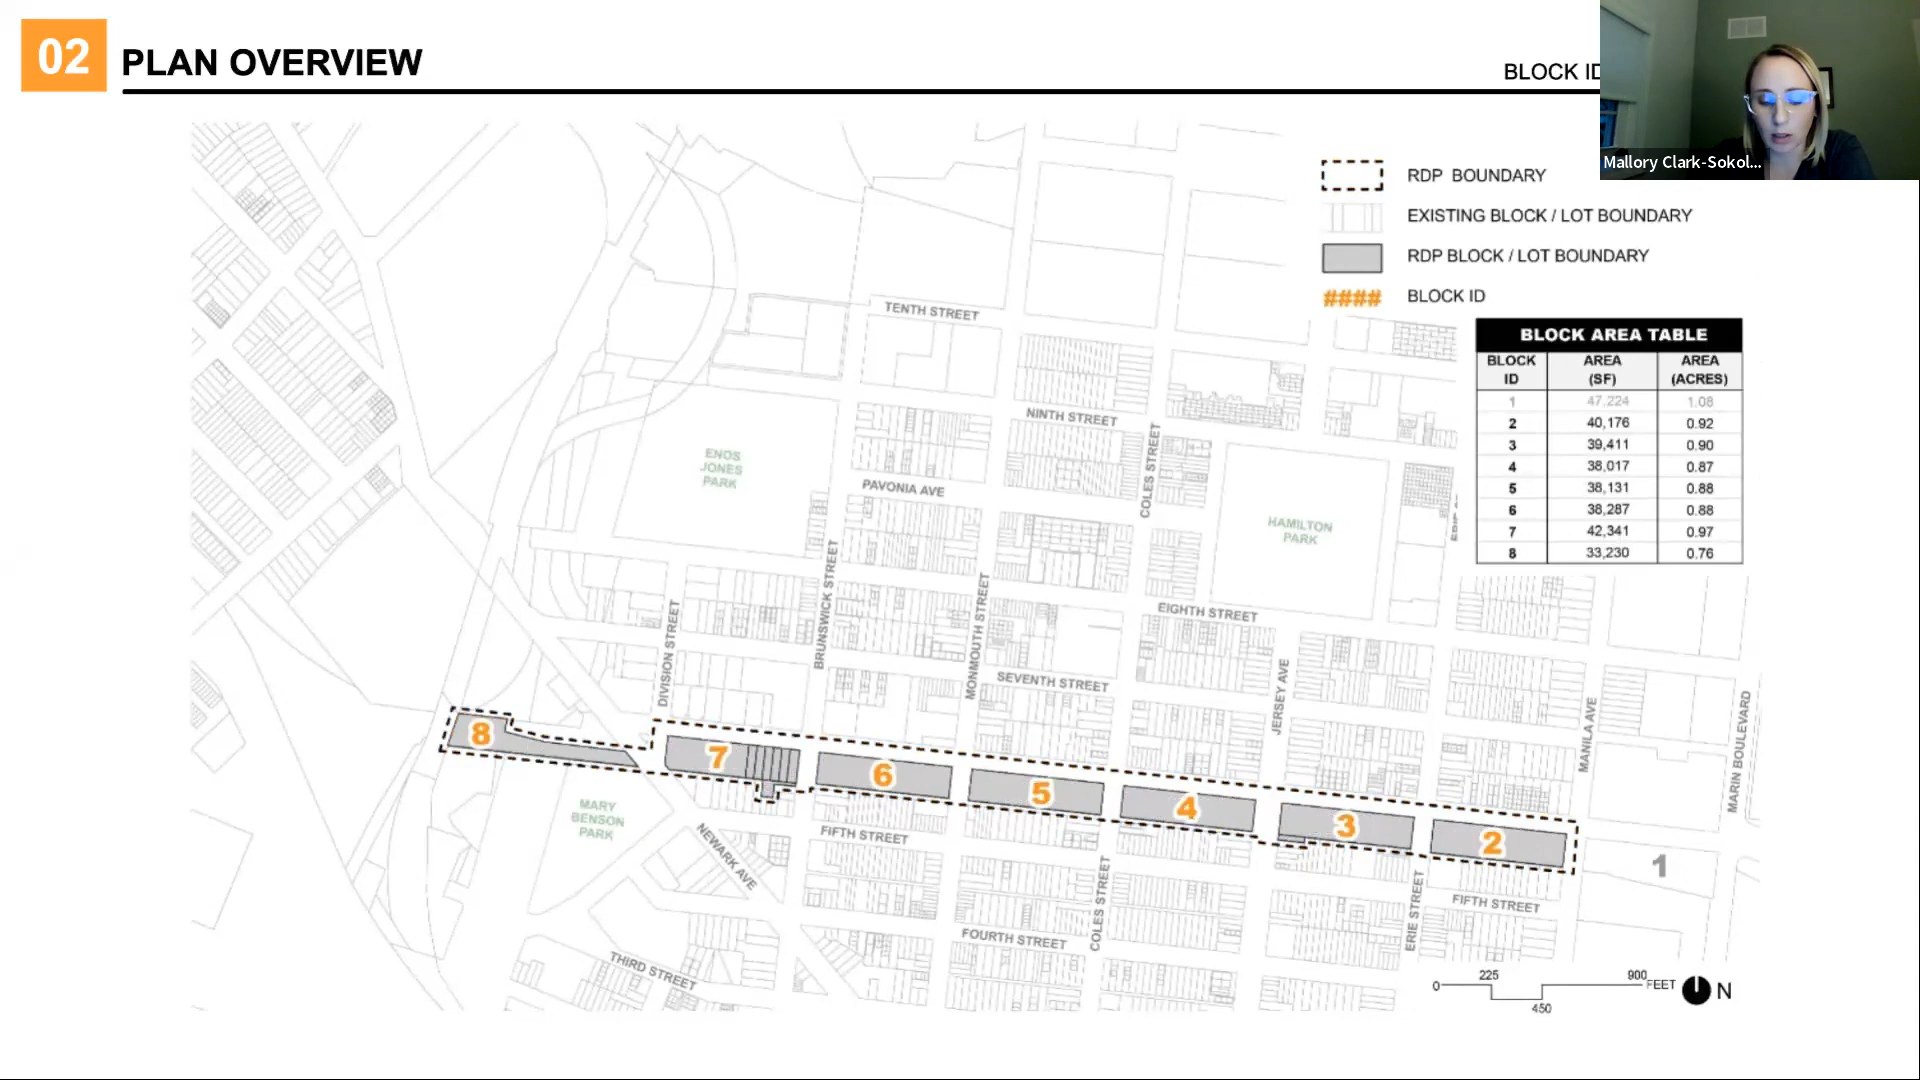 02
PLAN OVERVIEW
BLOCK ID
Mallory Clark-Sokol...
RDP BOUNDARY
EXISTING BLOCK / LOT BOUNDARY
RDP BLOCK / LOT BOUNDARY
#### BLOCK ID
BLOCK AREA TABLE
BLOCK ID AREA (SF) AREA (ACRES)
1 47,224 1.08
2 40,176 0.92
3 39,411 0.90
4 38,017 0.87
5 38,131 0.88
6 38,287 0.88
7 42,341 0.97
8 33,230 0.76
TENTH STREET
NINTH STREET
COLES STREET
ENOS
JONES
PARK
PAVONIA AVE
HAMILTON
PARK
BRUNSWICK STREET
MONMOUTH STREET
DIVISION STREET
EIGHTH STREET
SEVENTH STREET
JERSEY AVE
MANILA AVE
MARIN BOULEVARD
8
7
6
5
4
3
2
1
MARY
BENSON
PARK
NEWARK AVE
FIFTH STREET
COLES STREET
ERIE STREET
FIFTH STREET
FOURTH STREET
THIRD STREET
0 225 450 900 FEET
N